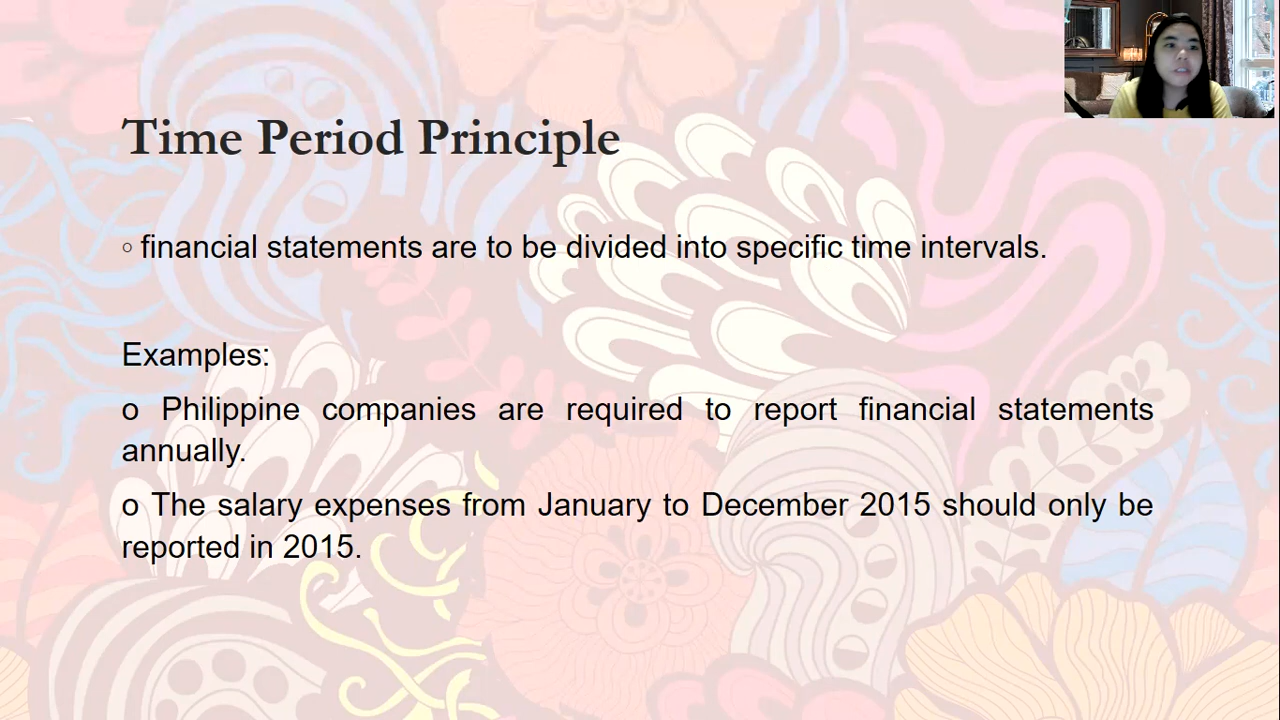 Time Period Principle
◦ financial statements are to be divided into specific time intervals.
Examples:
o Philippine companies are required to report financial statements
annually.
o The salary expenses from January to December 2015 should only be
reported in 2015.